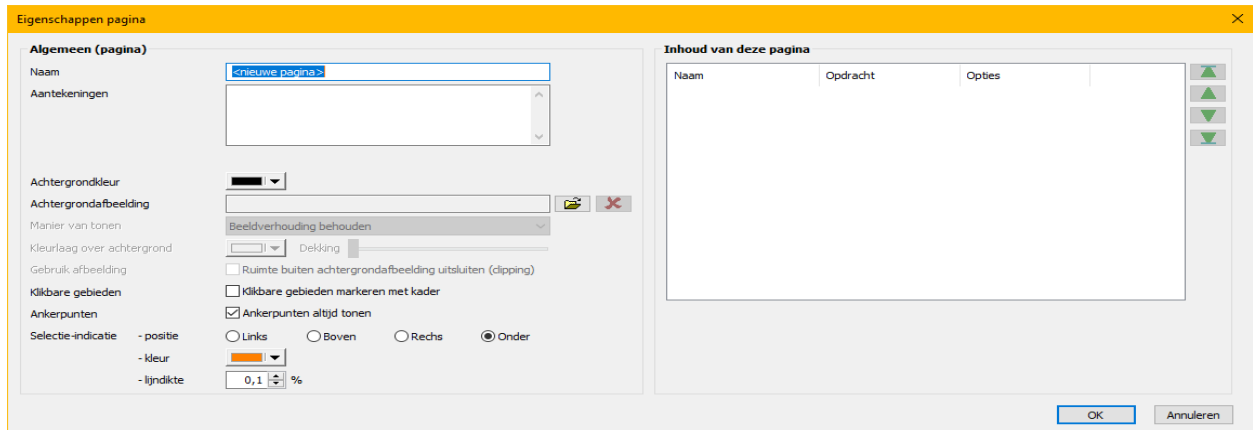 Eigenschappen pagina
Algemeen (pagina)
Naam <nieuwe pagina>
Aantekeningen
Achtergrondkleur
Achtergrondafbeelding
Manier van tonen Beeldverhouding behouden
Kleurlaag over achtergrond Dekking
Gebruik afbeelding Ruimte buiten achtergrondafbeelding uitsluiten (clipping)
Klikbare gebieden Klikbare gebieden markeren met kader
Ankerpunten Ankerpunten altijd tonen
Selectie-indicatie - positie Links Boven Rechs Onder
- kleur
- lijndikte 0,1 %
Inhoud van deze pagina
Naam Opdracht Opties
OK Annuleren